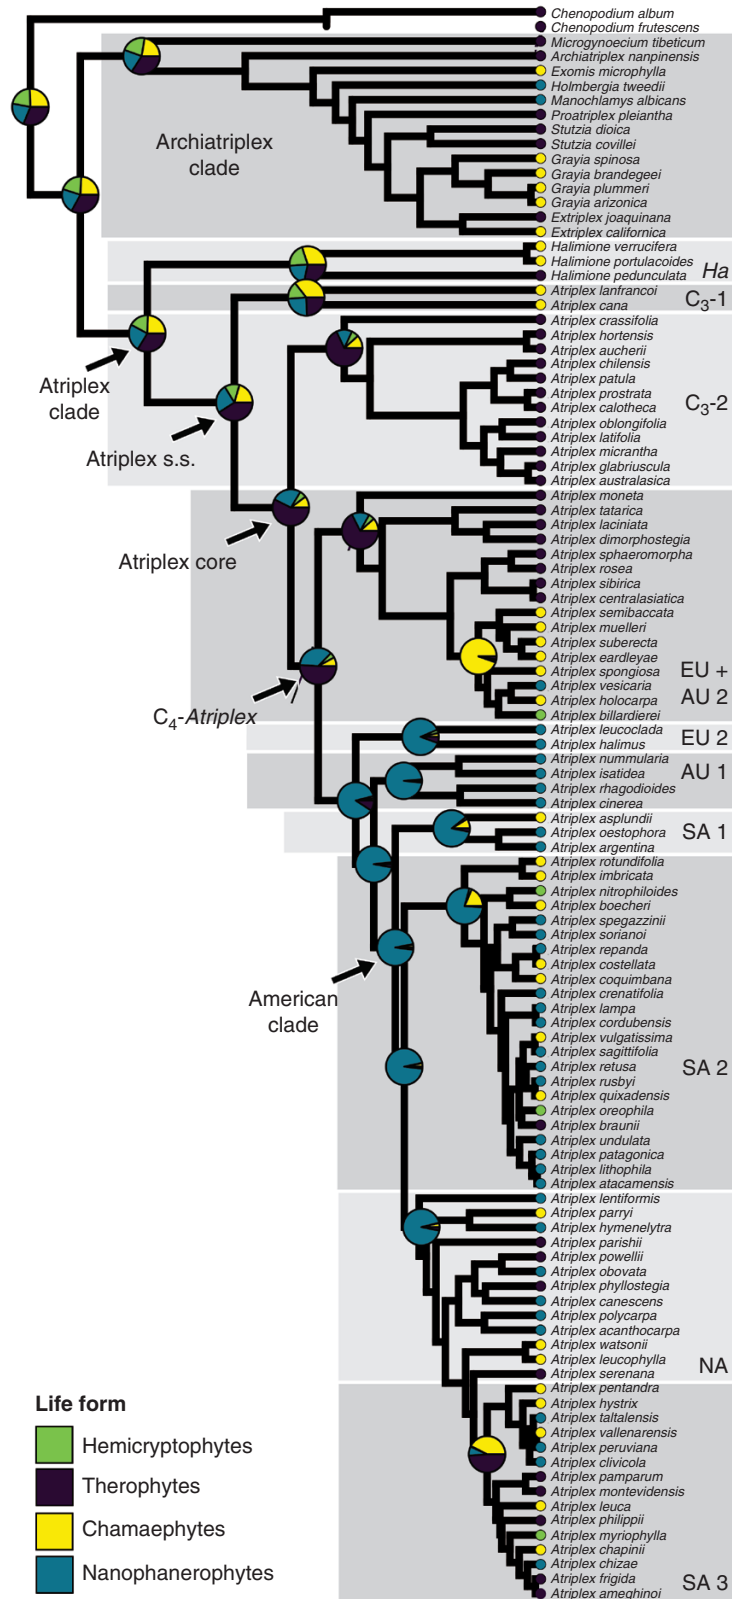 Chenopodium album
Chenopodium frutescens
Microgynoecium tibeticum
Archiatriplex nanpinensis
Exomis microphylla
Holmbergia tweedii
Manochlamys albicans
Proatriplex pleiantha
Stutzia dioica
Stutzia covillei
Grayia spinosa
Grayia brandegeei
Grayia plummeri
Grayia arizonica
Extriplex joaquinana
Extriplex californica
Archiatriplex
clade
Halimione verrucifera
Halimione portulacoides
Halimione pedunculata
Ha
Atriplex lanfrancoi
Atriplex cana
C3-1
Atriplex crassifolia
Atriplex hortensis
Atriplex aucherii
Atriplex chilensis
Atriplex patula
Atriplex prostrata
Atriplex calotheca
Atriplex oblongifolia
Atriplex latifolia
Atriplex micrantha
Atriplex glabriuscula
Atriplex australasica
C3-2
Atriplex
clade
Atriplex s.s.
Atriplex core
C4-Atriplex
Atriplex moneta
Atriplex tatarica
Atriplex laciniata
Atriplex dimorphostegia
Atriplex sphaeromorpha
Atriplex rosea
Atriplex sibirica
Atriplex centralasiatica
Atriplex semibaccata
Atriplex muelleri
Atriplex suberecta
Atriplex eardleyae
Atriplex spongiosa
Atriplex vesicaria
Atriplex holocarpa
Atriplex billardierei
EU +
AU 2
Atriplex leucoclada
Atriplex halimus
EU 2
Atriplex nummularia
Atriplex isatidea
Atriplex rhagodioides
Atriplex cinerea
AU 1
Atriplex asplundii
Atriplex oestophora
Atriplex argentina
SA 1
Atriplex rotundifolia
Atriplex imbricata
Atriplex nitrophiloides
Atriplex boecheri
Atriplex spegazzinii
Atriplex sorianoi
Atriplex repanda
Atriplex costellata
Atriplex coquimbana
Atriplex crenatifolia
Atriplex lampa
Atriplex cordubensis
Atriplex vulgatissima
Atriplex sagittifolia
Atriplex retusa
Atriplex rusbyi
Atriplex quixadensis
Atriplex oreophila
Atriplex braunii
Atriplex undulata
Atriplex patagonica
Atriplex lithophila
Atriplex atacamensis
SA 2
American
clade
Atriplex lentiformis
Atriplex parryi
Atriplex hymenelytra
Atriplex parishii
Atriplex powellii
Atriplex obovata
Atriplex phyllostegia
Atriplex canescens
Atriplex polycarpa
Atriplex acanthocarpa
Atriplex watsonii
Atriplex leucophylla
Atriplex serenana
NA
Atriplex pentandra
Atriplex hystrix
Atriplex taltalensis
Atriplex vallenarensis
Atriplex peruviana
Atriplex clivicola
Atriplex pamparum
Atriplex montevidensis
Atriplex leuca
Atriplex philippii
Atriplex myriophylla
Atriplex chapinii
Atriplex chizae
Atriplex frigida
Atriplex ameghinoi
SA 3
Life form
Hemicryptophytes
Therophytes
Chamaephytes
Nanophanerophytes